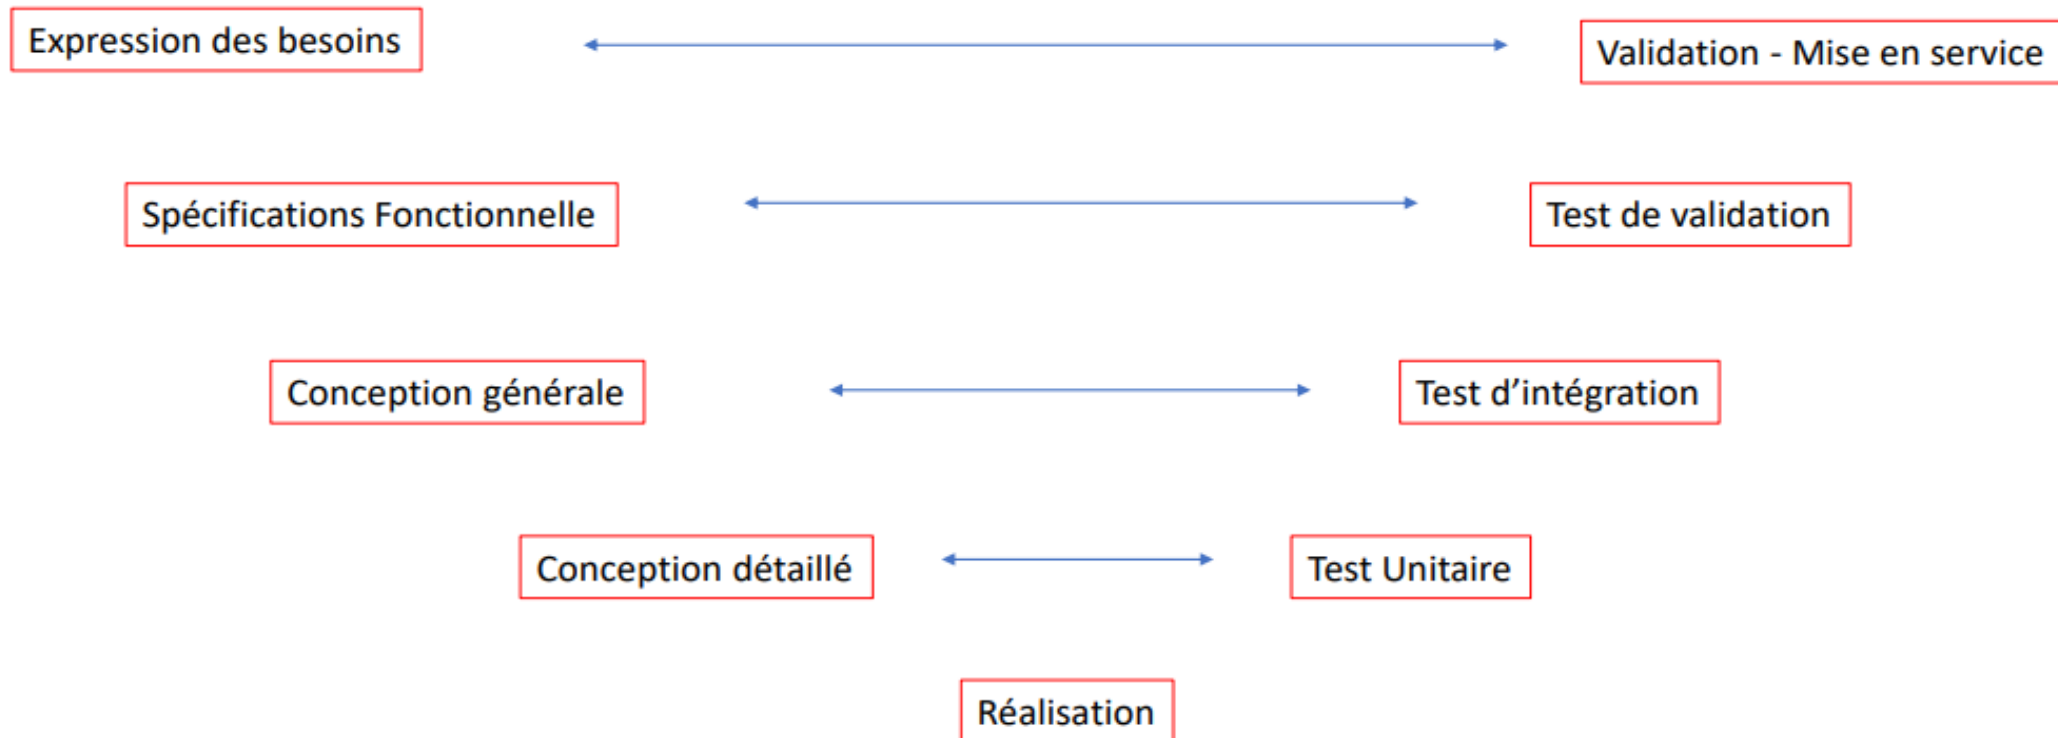 Expression des besoins
Validation - Mise en service
Spécifications Fonctionnelle
Test de validation
Conception générale
Test d'intégration
Conception détaillé
Test Unitaire
Réalisation